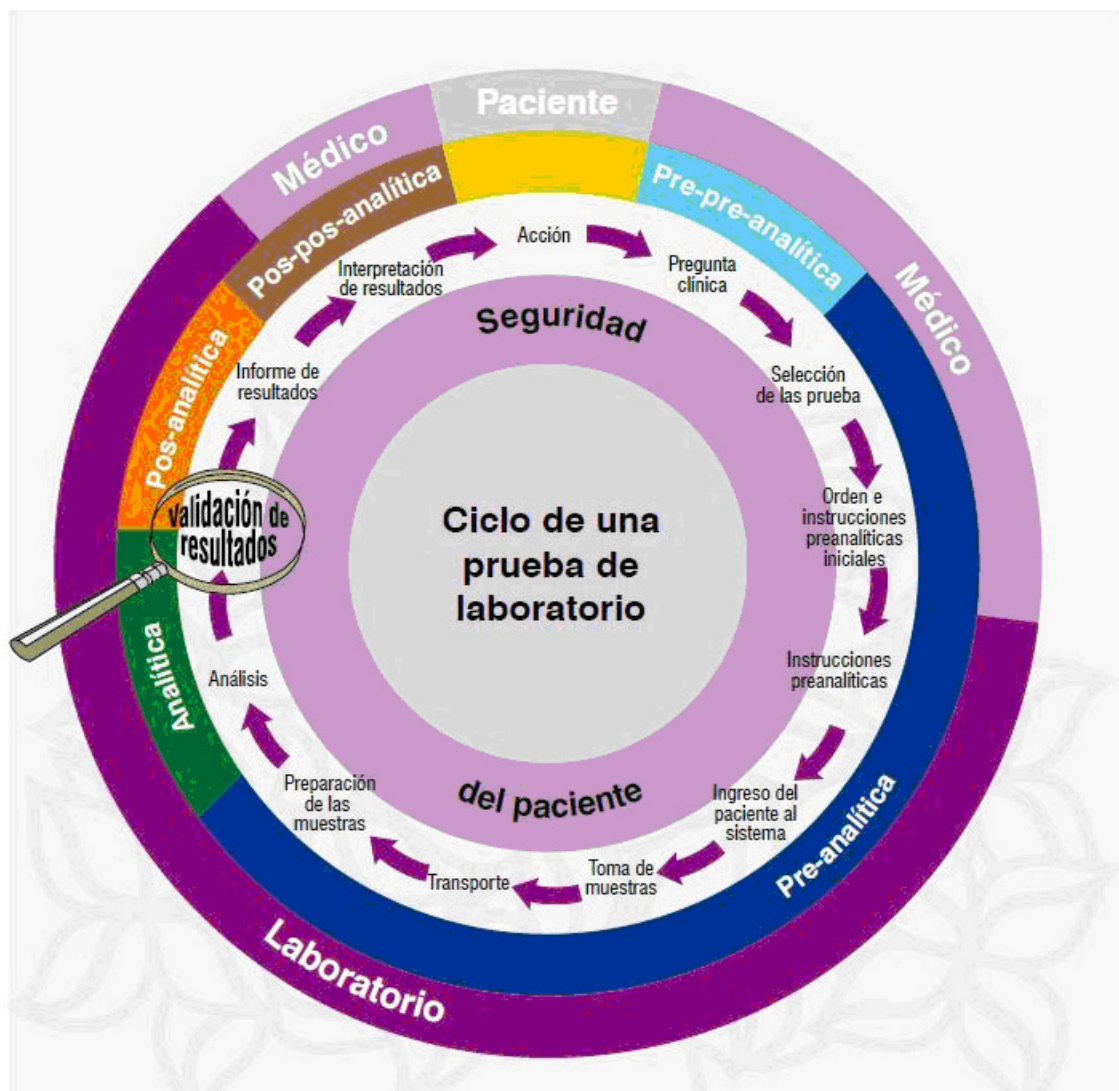 Paciente
Médico
Pos-pos-analítica
Pre-pre-analítica
Médico
Acción
Pregunta
clínica
Selección
de las prueba
Orden e
instrucciones
preanalíticas
iniciales
Instrucciones
preanalíticas
Ingreso del
paciente al
sistema
Toma de
muestras
Transporte
Preparación
de las
muestras
Análisis
Validación de
resultados
Informe de
resultados
Interpretación
de resultados
Pos-analítica
Analítica
Pre-analítica
Laboratorio
Seguridad
del paciente
Ciclo de una
prueba de
laboratorio